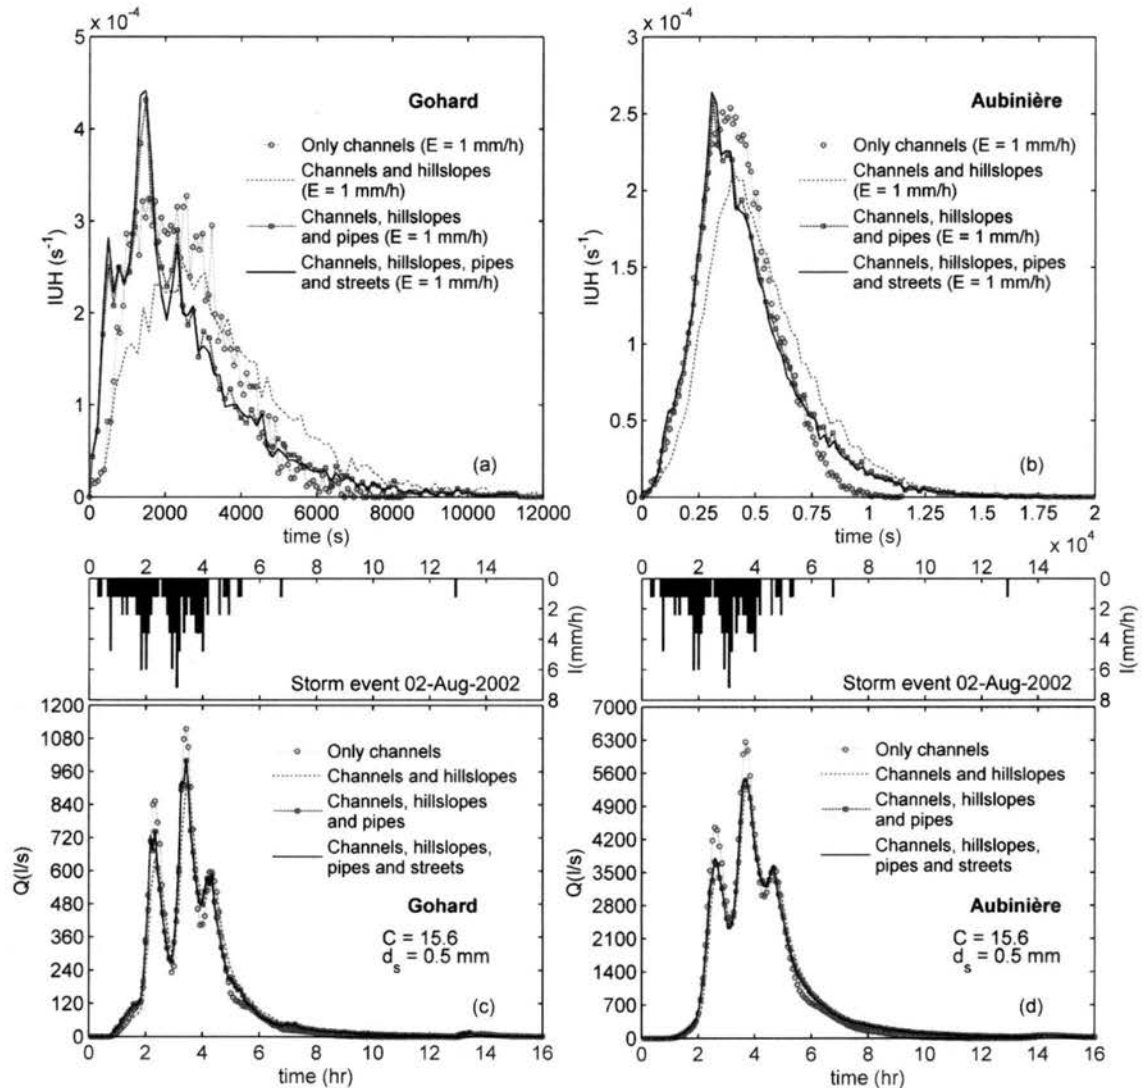 x 10⁻⁴
5
4
3
2
1
0
IUH (s⁻¹)
Gohard
Only channels (E = 1 mm/h)
Channels and hillslopes
(E = 1 mm/h)
Channels, hillslopes
and pipes (E = 1 mm/h)
Channels, hillslopes, pipes
and streets (E = 1 mm/h)
(a)
0 2000 4000 6000 8000 10000 12000
time (s)
x 10⁻⁴
3
2.5
2
1.5
1
0.5
0
IUH (s⁻¹)
Aubinière
Only channels (E = 1 mm/h)
Channels and hillslopes
(E = 1 mm/h)
Channels, hillslopes
and pipes (E = 1 mm/h)
Channels, hillslopes, pipes
and streets (E = 1 mm/h)
(b)
0 0.25 0.5 0.75 1 1.25 1.5 1.75 2
time (s)
x 10⁴
0 2 4 6 8 10 12 14
0
2
4
6
8
I(mm/h)
Storm event 02-Aug-2002
0 2 4 6 8 10 12 14
0
2
4
6
8
I(mm/h)
Storm event 02-Aug-2002
1200
1080
960
840
720
600
480
360
240
120
0
Q(l/s)
Only channels
Channels and hillslopes
Channels, hillslopes
and pipes
Channels, hillslopes,
pipes and streets
Gohard
C = 15.6
d_s = 0.5 mm
(c)
0 2 4 6 8 10 12 14 16
time (hr)
7000
6300
5600
4900
4200
3500
2800
2100
1400
700
0
Q(l/s)
Only channels
Channels and hillslopes
Channels, hillslopes
and pipes
Channels, hillslopes,
pipes and streets
Aubinière
C = 15.6
d_s = 0.5 mm
(d)
0 2 4 6 8 10 12 14 16
time (hr)